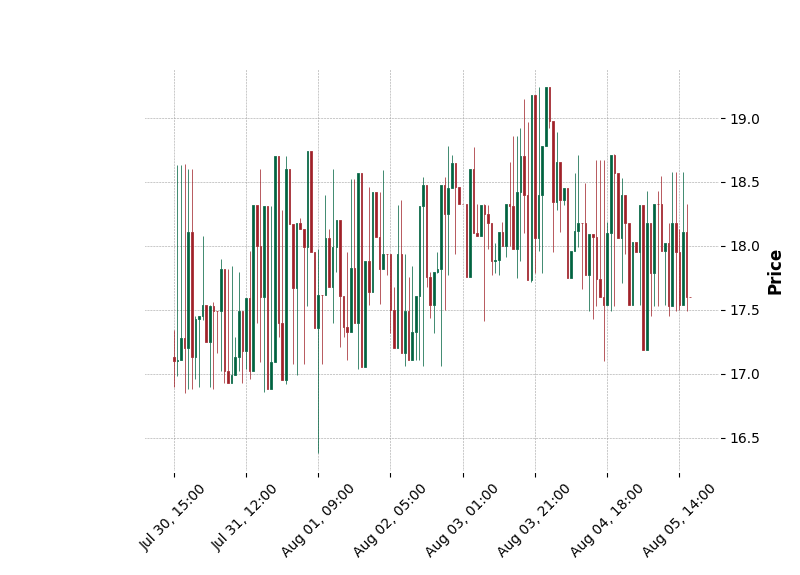 19.0
18.5
18.0
17.5
17.0
16.5
Price
Jul 30, 15:00
Jul 31, 12:00
Aug 01, 09:00
Aug 02, 05:00
Aug 03, 01:00
Aug 03, 21:00
Aug 04, 18:00
Aug 05, 14:00